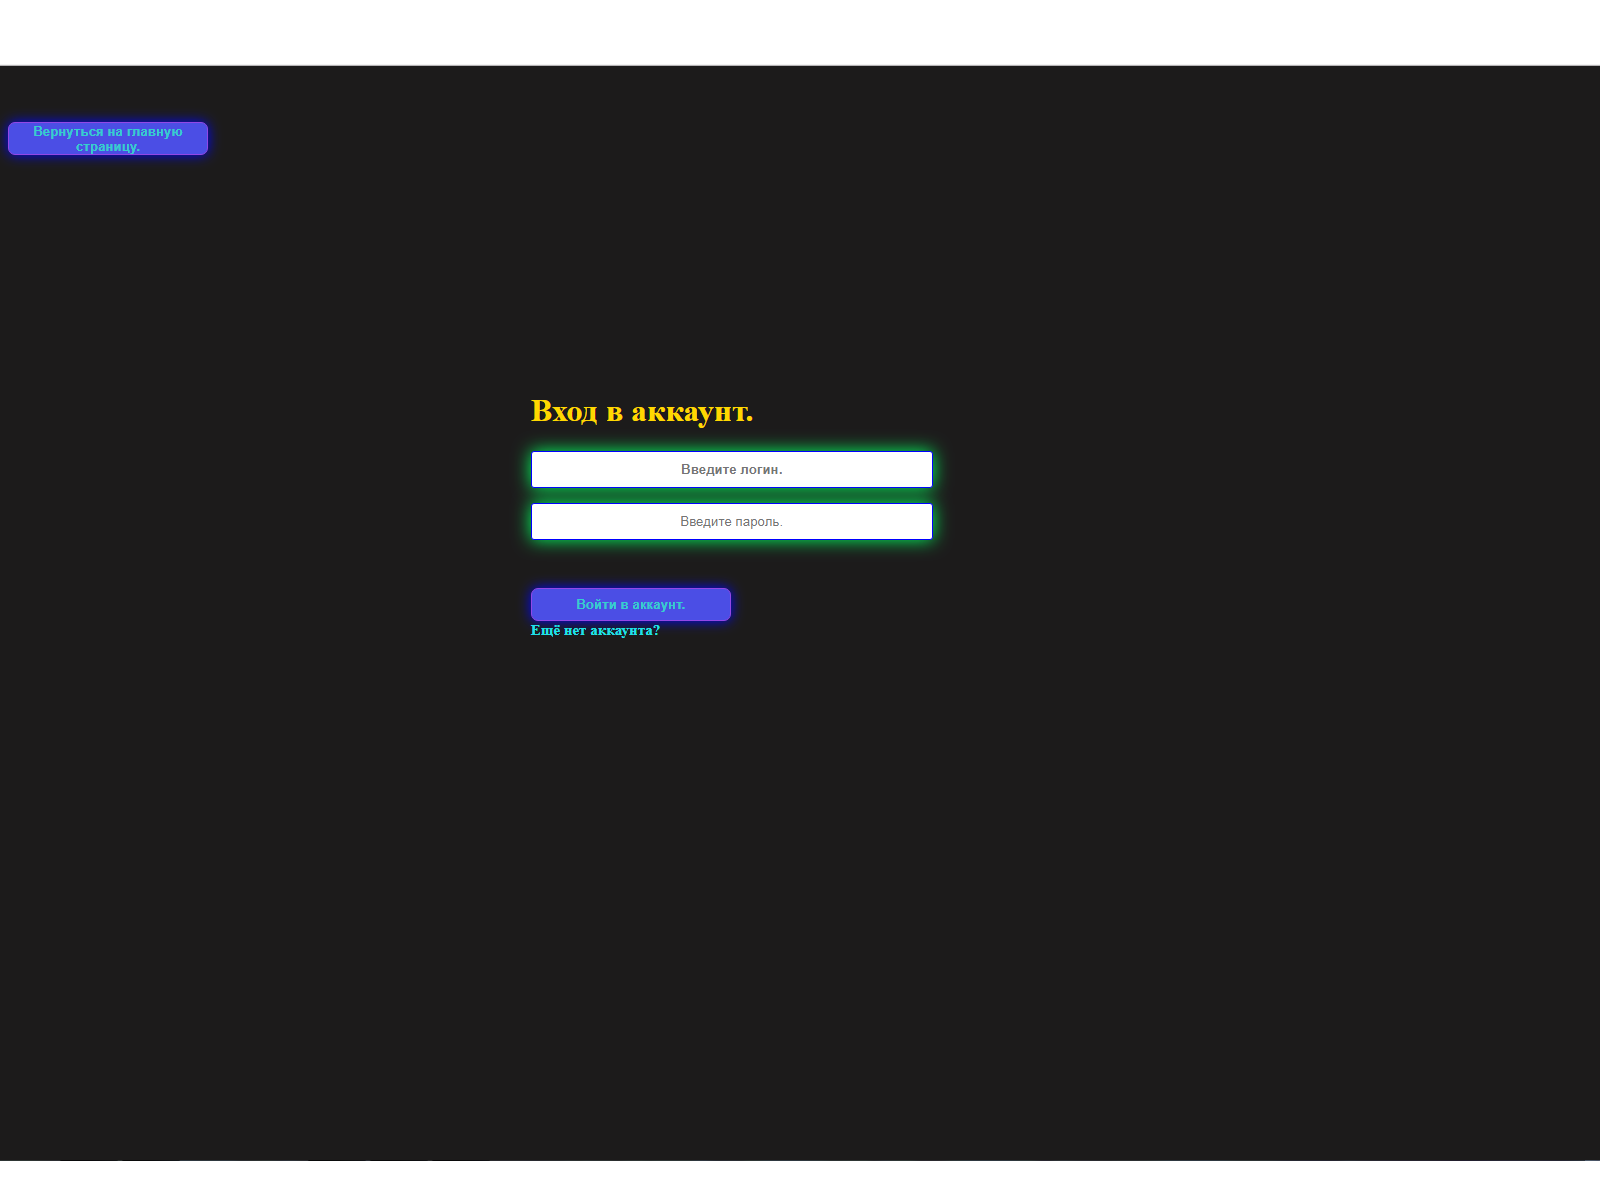 Вернуться на главную
страницу.
Вход в аккаунт.
Введите логин.
Введите пароль.
Войти в аккаунт.
Ещё нет аккаунта?